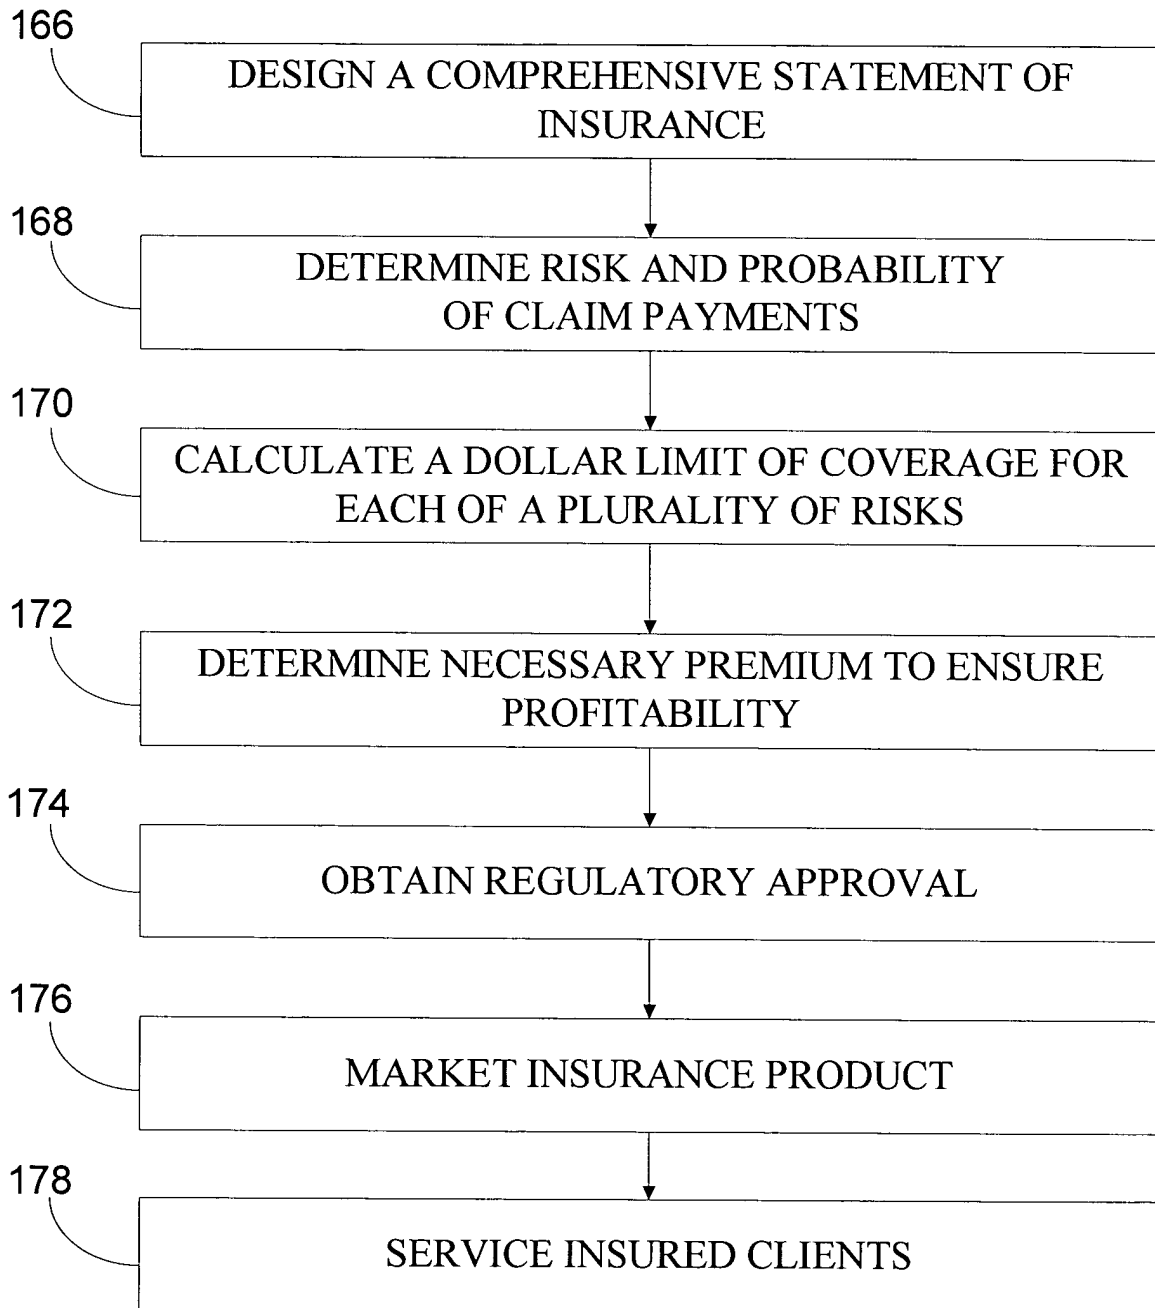 166
DESIGN A COMPREHENSIVE STATEMENT OF
INSURANCE
168
DETERMINE RISK AND PROBABILITY
OF CLAIM PAYMENTS
170
CALCULATE A DOLLAR LIMIT OF COVERAGE FOR
EACH OF A PLURALITY OF RISKS
172
DETERMINE NECESSARY PREMIUM TO ENSURE
PROFITABILITY
174
OBTAIN REGULATORY APPROVAL
176
MARKET INSURANCE PRODUCT
178
SERVICE INSURED CLIENTS